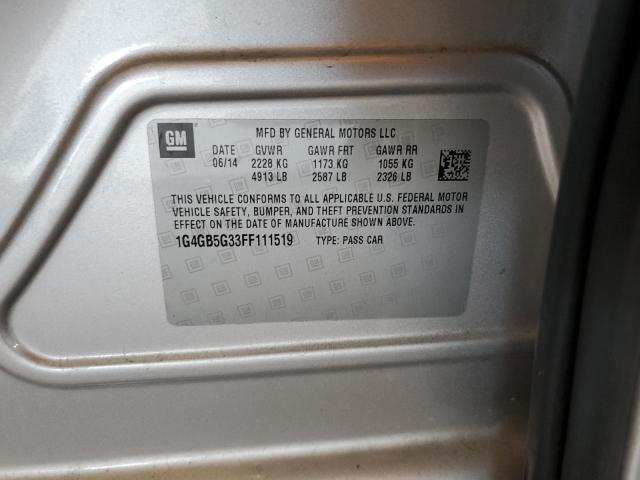 GM
MFD BY GENERAL MOTORS LLC
DATE GVWR GAWR FRT GAWR RR
06/14 2228 KG 1173 KG 1055 KG
4913 LB 2587 LB 2326 LB
THIS VEHICLE CONFORMS TO ALL APPLICABLE U.S. FEDERAL MOTOR
VEHICLE SAFETY, BUMPER, AND THEFT PREVENTION STANDARDS IN
EFFECT ON THE DATE OF MANUFACTURE SHOWN ABOVE.
1G4GB5G33FF111519 TYPE: PASS CAR